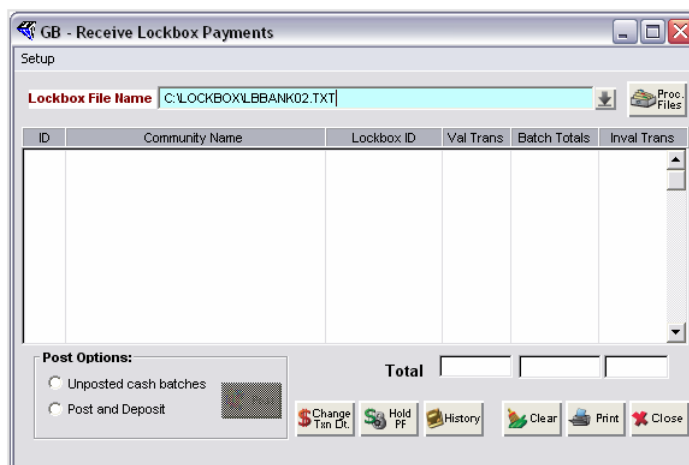 GB - Receive Lockbox Payments
Setup
Lockbox File Name C:\LOCKBOX\LBBANK02.TXT
Proc.
Files
ID Community Name Lockbox ID Val Trans Batch Totals Inval Trans
Post Options:
Unposted cash batches
Post and Deposit
Post
Total
Change
Txn Dt.
Hold
PF
History
Clear
Print
Close